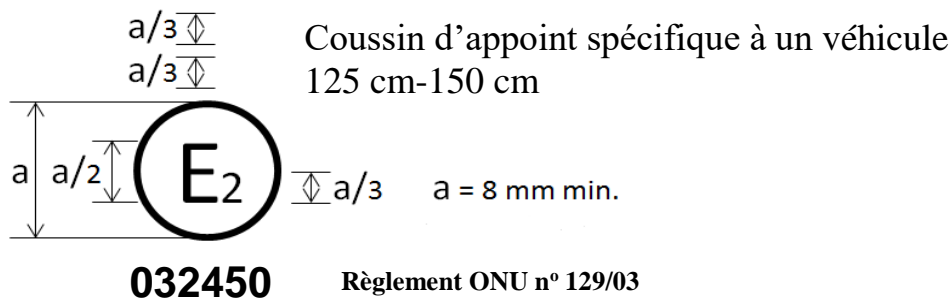 a/3
Coussin d’appoint spécifique à un véhicule
a/3
125 cm-150 cm
a a/2 E2 a/3 a = 8 mm min.
032450 Règlement ONU nº 129/03